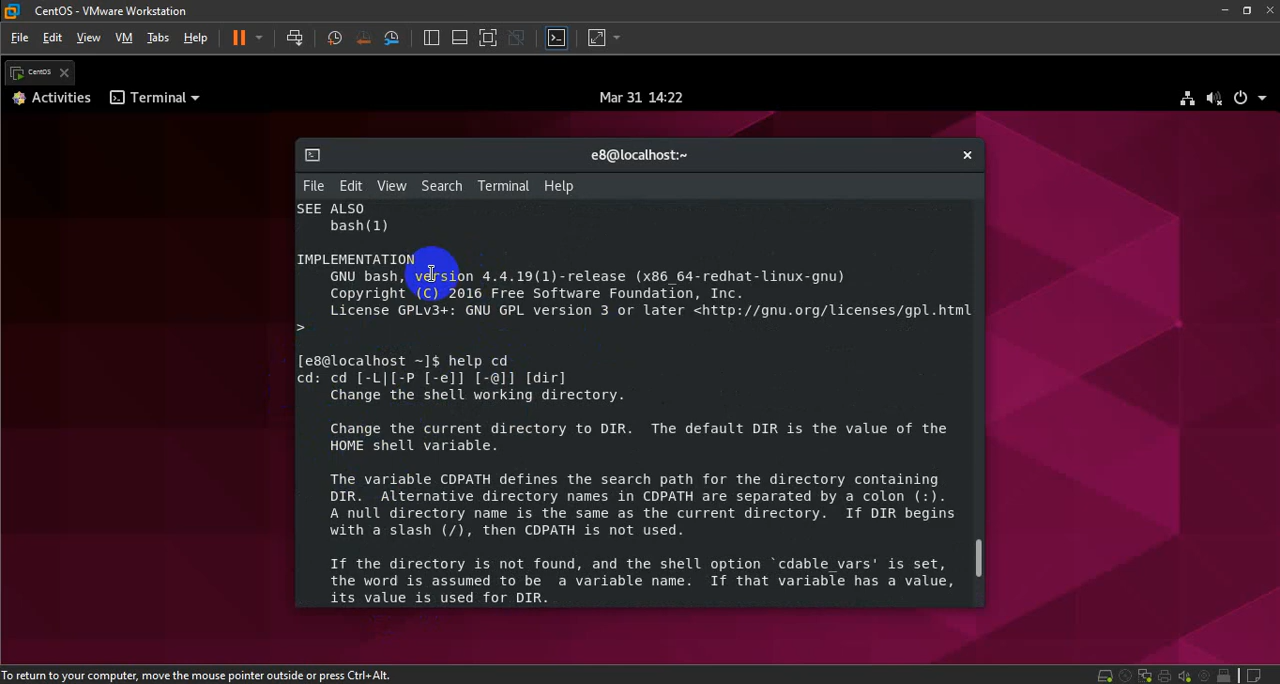 CentOS - VMware Workstation
File Edit View VM Tabs Help
CentOS
Activities Terminal Mar 31 14:22
e8@localhost:~
File Edit View Search Terminal Help
SEE ALSO
bash(1)
IMPLEMENTATION
GNU bash, version 4.4.19(1)-release (x86_64-redhat-linux-gnu)
Copyright (C) 2016 Free Software Foundation, Inc.
License GPLv3+: GNU GPL version 3 or later <http://gnu.org/licenses/gpl.html
>
[e8@localhost ~]$ help cd
cd: cd [-L|[-P [-e]] [-@]] [dir]
Change the shell working directory.
Change the current directory to DIR.  The default DIR is the value of the
HOME shell variable.
The variable CDPATH defines the search path for the directory containing
DIR.  Alternative directory names in CDPATH are separated by a colon (:).
A null directory name is the same as the current directory.  If DIR begins
with a slash (/), then CDPATH is not used.
If the directory is not found, and the shell option `cdable_vars' is set,
the word is assumed to be  a variable name.  If that variable has a value,
its value is used for DIR.
To return to your computer, move the mouse pointer outside or press Ctrl+Alt.